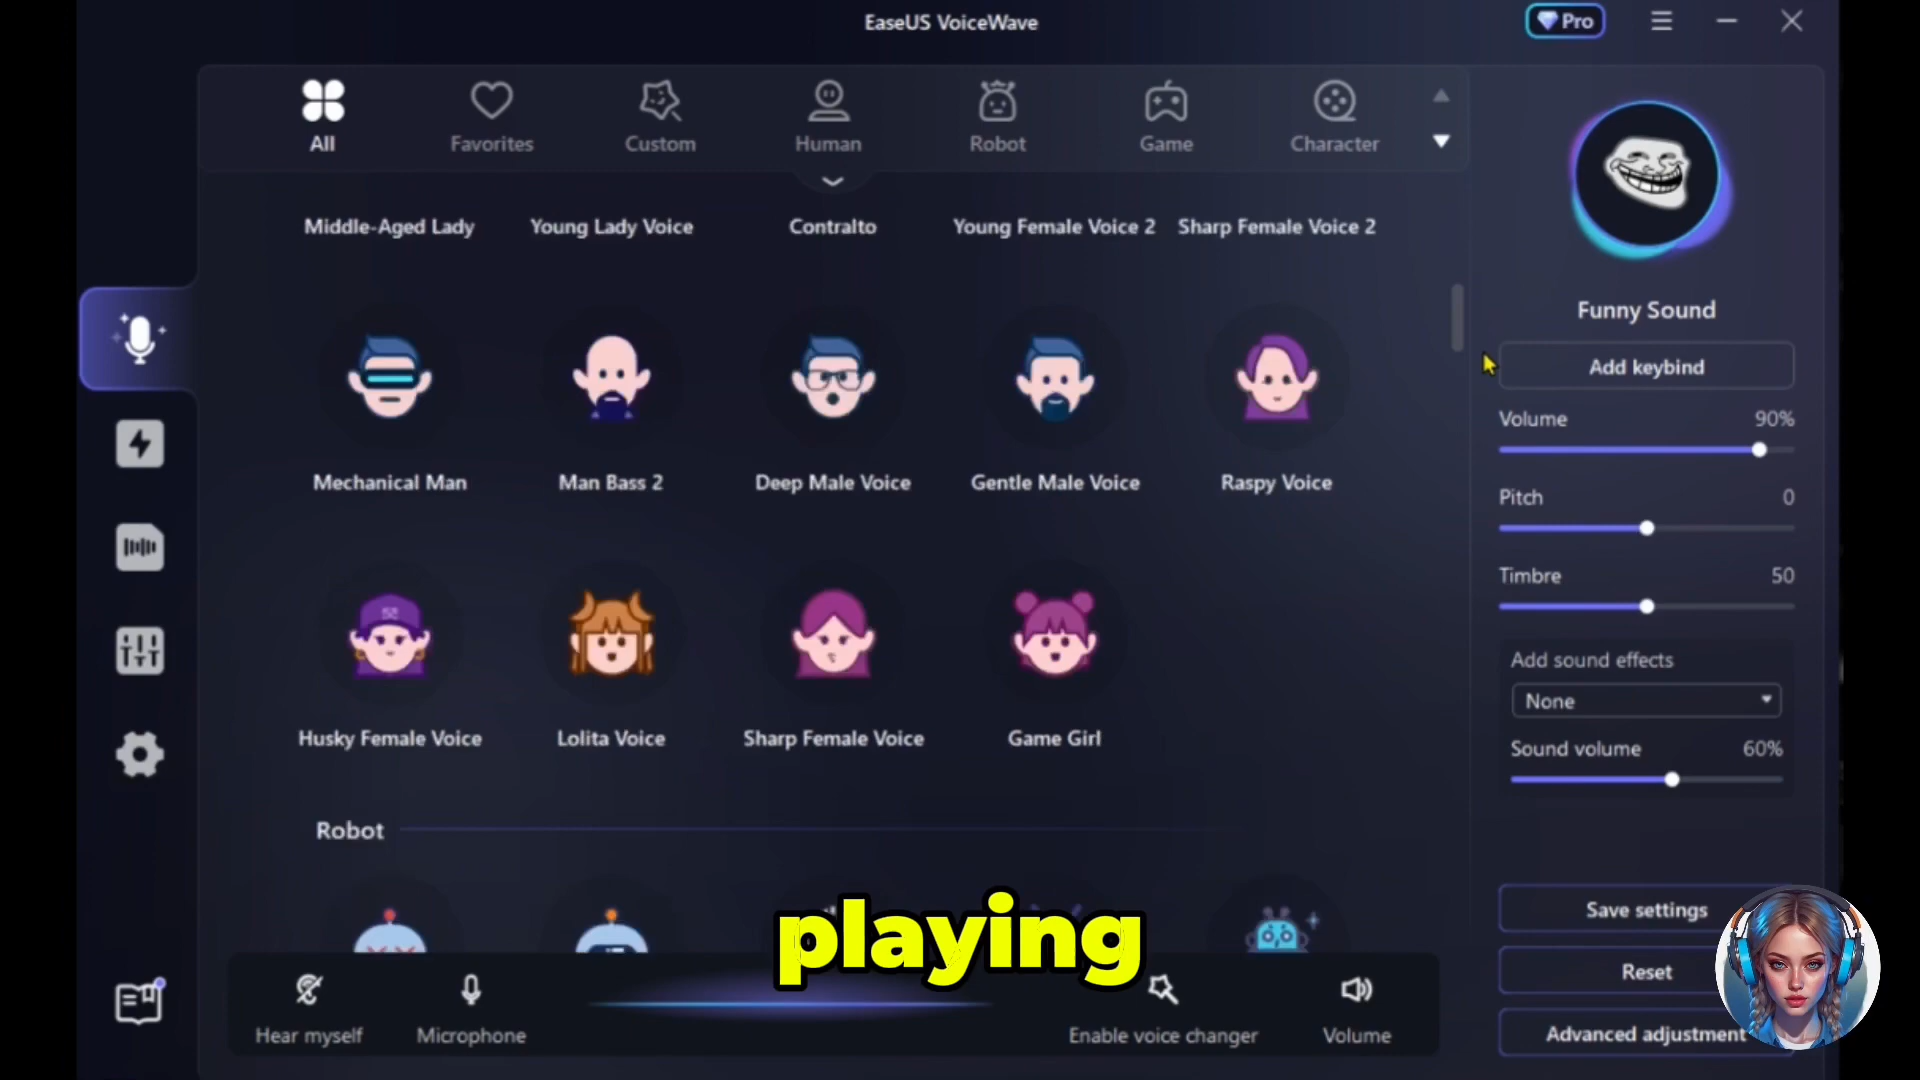 EaseUS VoiceWave
Pro
All
Favorites
Custom
Human
Robot
Game
Character
Middle-Aged Lady
Young Lady Voice
Contralto
Young Female Voice 2
Sharp Female Voice 2
Mechanical Man
Man Bass 2
Deep Male Voice
Gentle Male Voice
Raspy Voice
Husky Female Voice
Lolita Voice
Sharp Female Voice
Game Girl
Robot
playing
Hear myself
Microphone
Enable voice changer
Volume
Funny Sound
Add keybind
Volume 90%
Pitch 0
Timbre 50
Add sound effects
None
Sound volume 60%
Save settings
Reset
Advanced adjustment